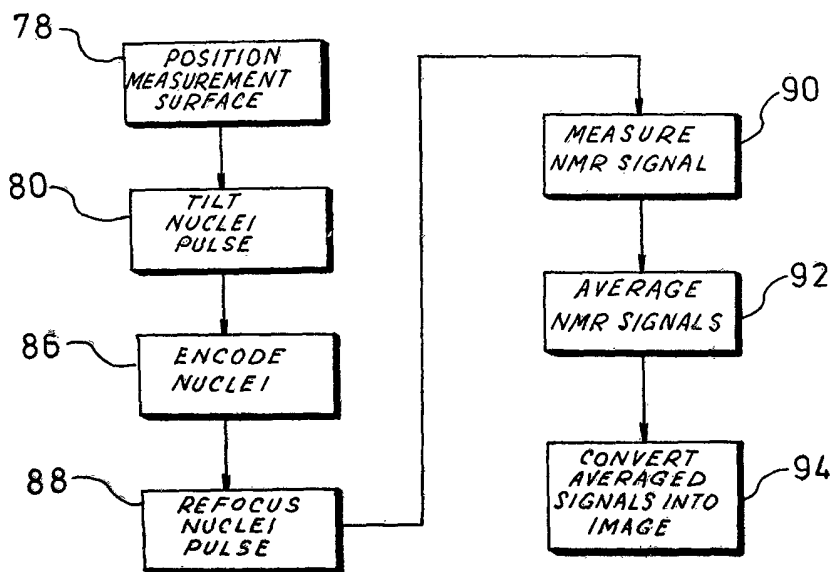 78
POSITION
MEASUREMENT
SURFACE
80
TILT
NUCLEI
PULSE
86
ENCODE
NUCLEI
88
REFOCUS
NUCLEI
PULSE
90
MEASURE
NMR SIGNAL
92
AVERAGE
NMR SIGNALS
94
CONVERT
AVERAGED
SIGNALS INTO
IMAGE